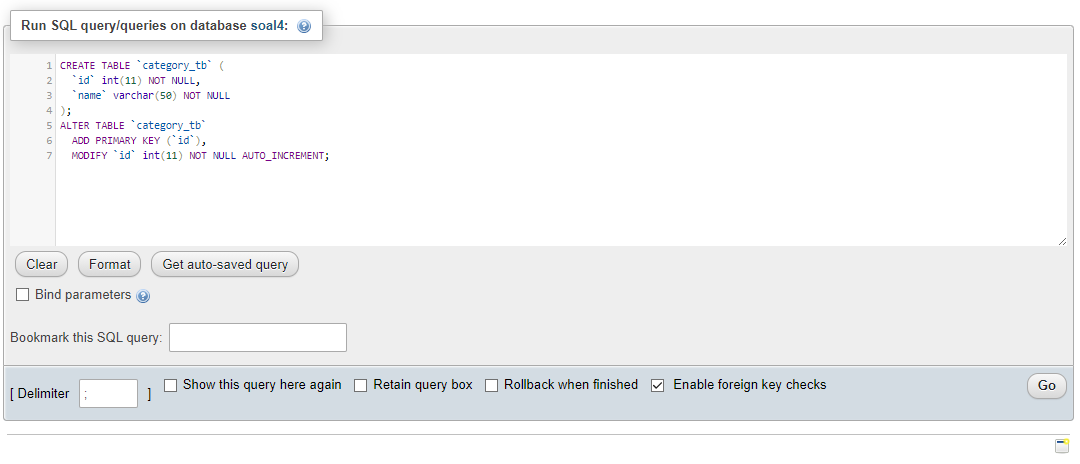 Run SQL query/queries on database soal4:
1 CREATE TABLE `category_tb` (
2   `id` int(11) NOT NULL,
3   `name` varchar(50) NOT NULL
4 );
5 ALTER TABLE `category_tb`
6   ADD PRIMARY KEY (`id`),
7   MODIFY `id` int(11) NOT NULL AUTO_INCREMENT;
Clear Format Get auto-saved query
Bind parameters
Bookmark this SQL query:
[ Delimiter ; ] Show this query here again Retain query box Rollback when finished Enable foreign key checks Go